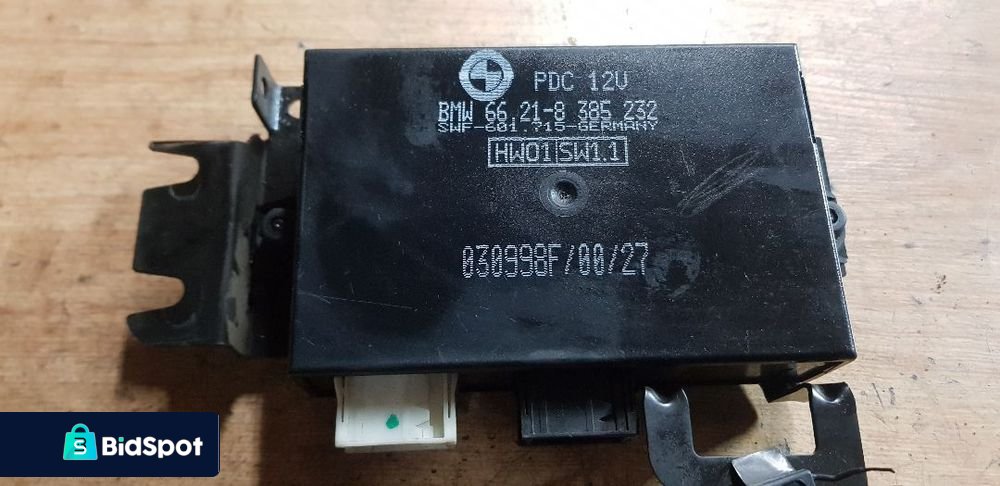 PDC 12V
BMW 66.21-8 385 232
SWF-601.715-GERMANY
HW01 SW1.1
030998F/00/27
S
BidSpot